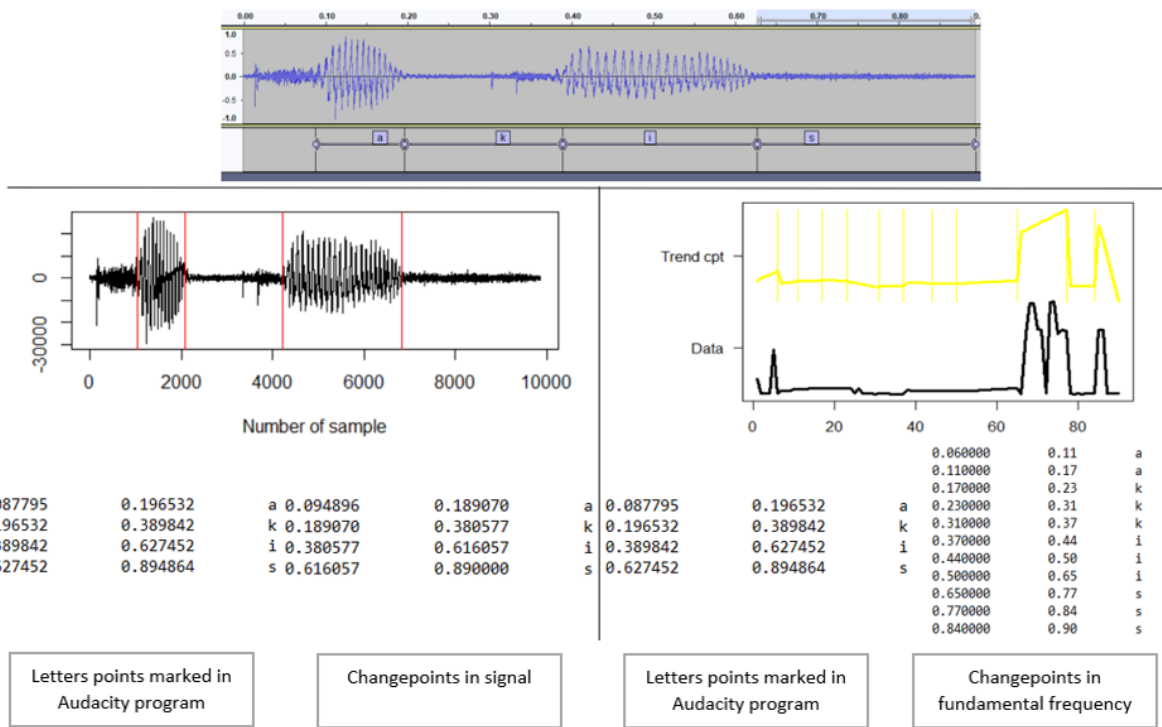 0.00 0.10 0.20 0.30 0.40 0.50 0.60 0.70 0.80 0.
1.0
0.5
0.0
-0.5
-1.0
a k i s
0
-30000
0 2000 4000 6000 8000 10000
Number of sample
Trend cpt
Data
0 20 40 60 80
087795 0.196532 a
196532 0.389842 k
389842 0.627452 i
627452 0.894864 s
0.094896 0.189070 a
0.189070 0.380577 k
0.380577 0.616057 i
0.616057 0.890000 s
0.087795 0.196532 a
0.196532 0.389842 k
0.389842 0.627452 i
0.627452 0.894864 s
0.060000 0.11 a
0.110000 0.17 a
0.170000 0.23 k
0.230000 0.31 k
0.310000 0.37 k
0.370000 0.44 i
0.440000 0.50 i
0.500000 0.65 i
0.650000 0.77 s
0.770000 0.84 s
0.840000 0.90 s
Letters points marked in
Audacity program
Changepoints in signal
Letters points marked in
Audacity program
Changepoints in
fundamental frequency